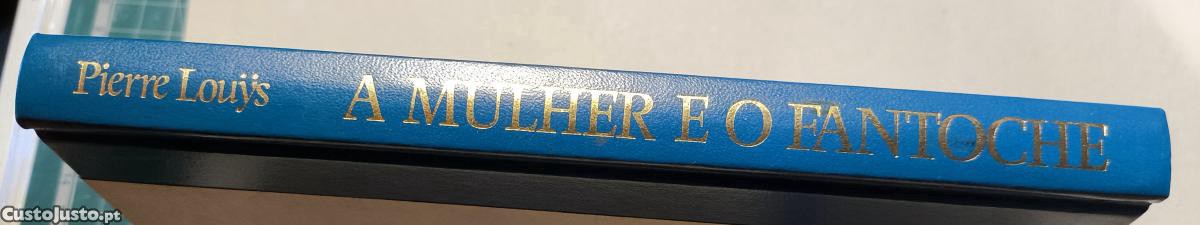 Pierre Louÿs A MULHER E O FANTOCHE
CustoJusto.pt